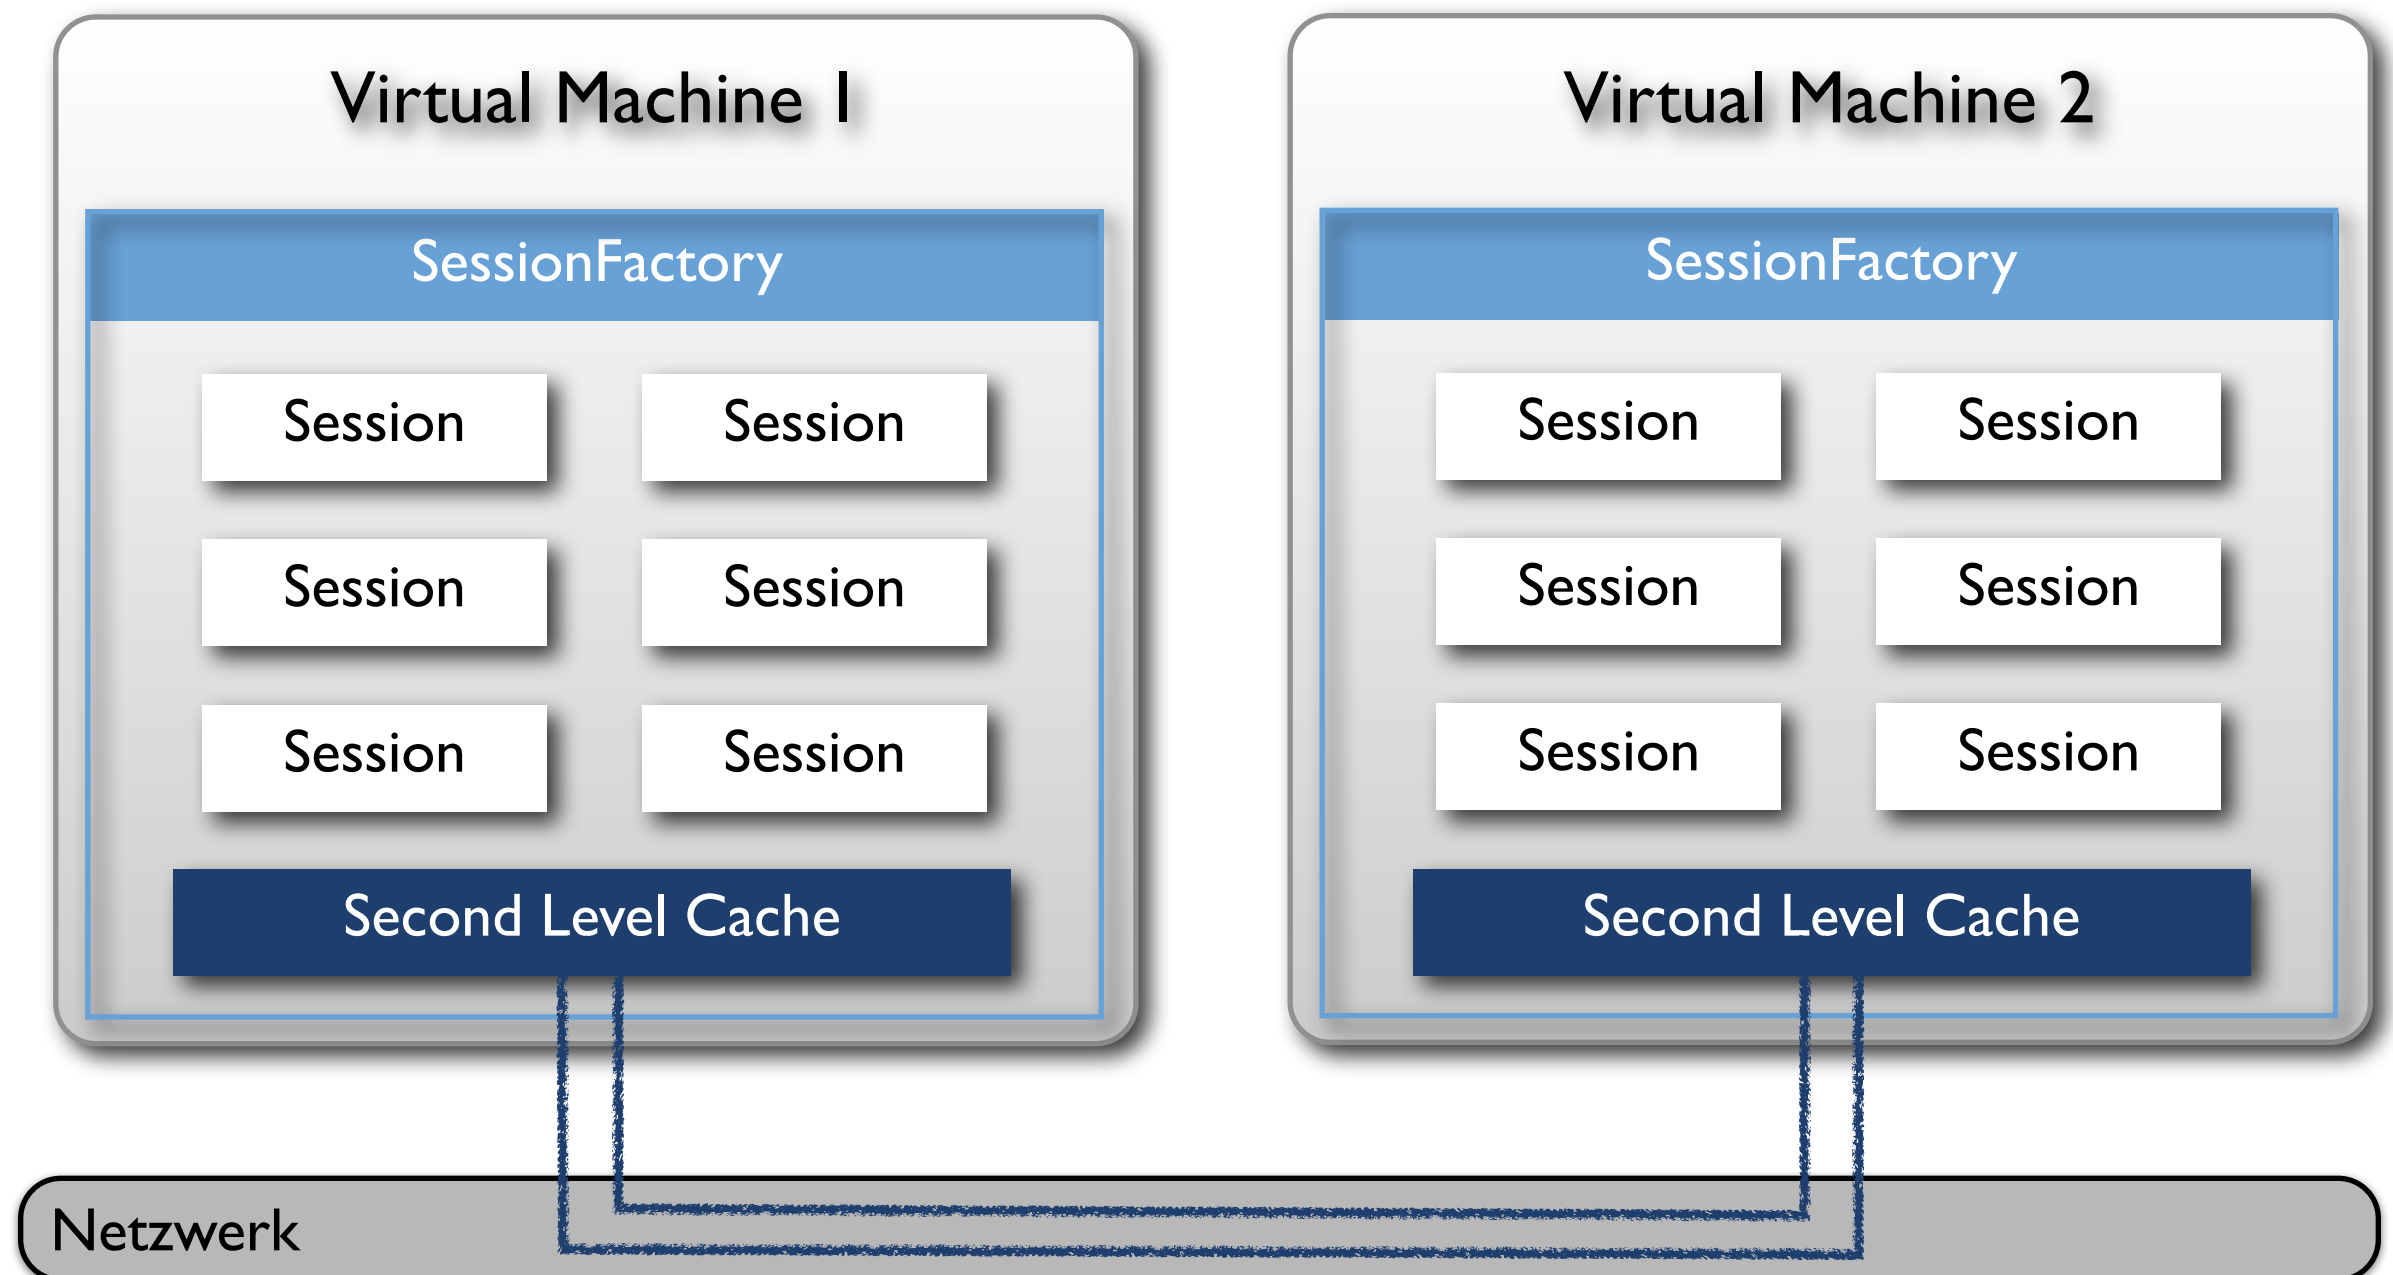 Virtual Machine 1
SessionFactory
Session
Session
Session
Session
Session
Session
Second Level Cache
Virtual Machine 2
SessionFactory
Session
Session
Session
Session
Session
Session
Second Level Cache
Netzwerk